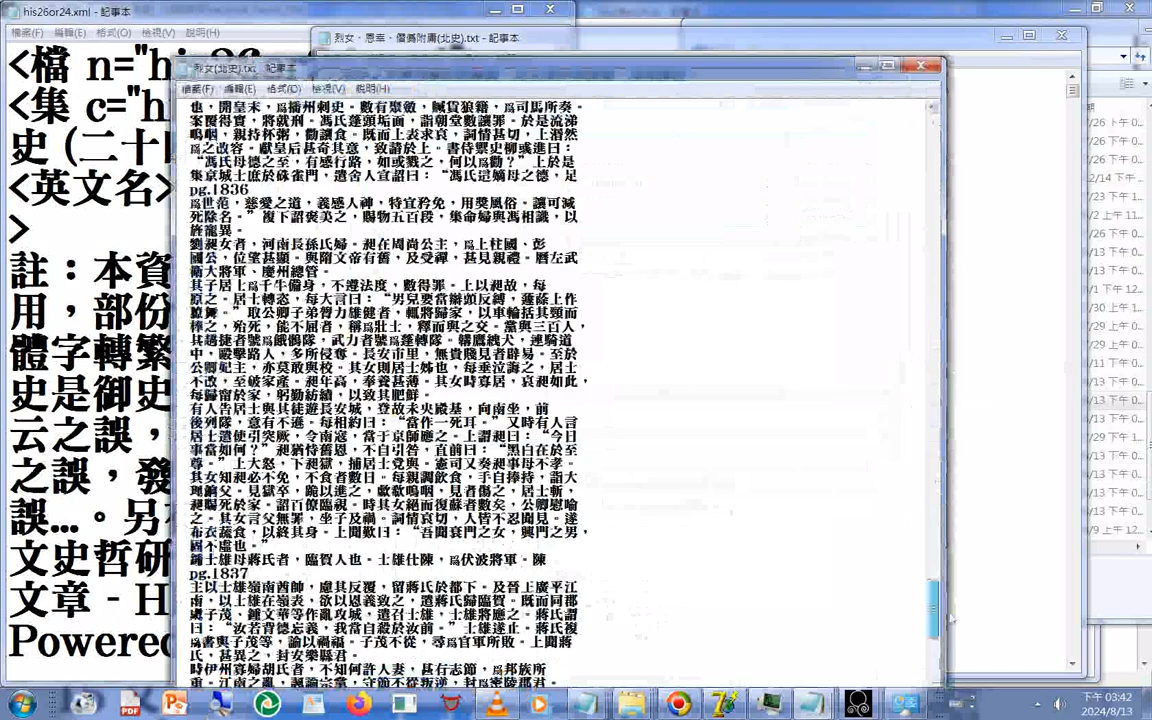 his26or24.xml - 記事本
檔案(F) 編輯(E) 格式(O) 檢視(V) 說明(H)
<檔 n="his26
<集 c="hi
史 (二十
<英文名>
>
註：本資
用，部份
體字轉繁
史是御史
云之誤，
之誤，發
誤...。另
文史哲研
文章 - H
Powered
烈女、恩幸、僭僞附庸(北史).txt - 記事本
烈女(北史).txt - 記事本
檔案(F) 編輯(E) 格式(O) 檢視(V) 說明(H)
也，開皇末，爲播州刺史。數有聚斂，贓貨狼籍，爲司馬所奏。
案覆得實，將就刑。馮氏蓬頭垢面，詣朝堂數讓罪。於是流涕
嗚咽，親持杯粥，勸讓食。既而上表求哀，詞情甚切，上潸然
爲之改容。獻皇后甚奇其意，致請於上。書侍禦史柳彧進曰：
“馮氏母德之至，有感行路，如或戮之，何以爲勸？”上於是
集京城士庶於硃雀門，遣舍人宣詔曰：“馮氏這嫡母之德，足
pg.1836
爲世范，慈愛之道，義感人神，特宜矜免，用獎風俗。讓可減
死除名。”複下詔褒美之，賜物五百段，集命婦與馮相識，以
旌寵異。
劉昶女者，河南長孫氏婦。昶在周尚公主，爲上柱國、彭
國公，位望甚顯。與隋文帝有舊，及受禪，甚見親禮。曆左武
衛大將軍、慶州總管。
其子居士爲千牛備身，不遵法度，數得罪。上以昶故，每
原之。居士轉恣，每大言曰：“男兒要當辮頭反縛，蘧蒢上作
獠舞。”取公卿子弟膂力雄健者，輒將歸家，以車輪括其頸而
棒之，殆死，能不屈者，稱爲壯士，釋而與之交。黨與三百人，
其趫捷者號爲餓鶻隊，武力者號爲蓬轉隊。韝鷹紲犬，連騎道
中，毆擊路人，多所侵奪。長安市里，無貴賤見者辟易。至於
公卿妃主，亦莫敢與校。其女則居士姊也，每垂泣誨之，居士
不改，至破家產。昶年高，奉養甚薄。其女時寡居，哀昶如此，
每歸甯於家，躬勤紡績，以致其肥鮮。
有人告居士與其徒遊長安城，登故未央殿基，向南坐，前
後列隊，意有不遜。每相約曰：“當作一死耳。”又時有人言
居士遣使引突厥，令南寇，當于京師應之。上謂昶曰：“今日
事當如何？”昶猶恃舊恩，不自引咎，直前曰：“黑白在於至
尊。”上大怒，下昶獄，捕居士党與。憲司又奏昶事母不孝。
其女知昶必不免，不食者數日。每親調飲食，手自捧持，詣大
理餉父。見獄卒，跪以進之，歔欷嗚咽，見者傷之，居士斬，
昶賜死於家。詔百僚臨視。時其女絕而復蘇者數矣，公卿慰喻
之。其女言父無罪，坐子及禍。詞情哀切，人皆不忍聞見。遂
布衣蔬食，以終其身。上聞歎曰：“吾聞衰門之女，興門之男，
固不虛也。”
鍾士雄母蔣氏者，臨賀人也。士雄仕陳，爲伏波將軍。陳
pg.1837
主以士雄嶺南酋帥，慮其反覆，留蔣氏於都下。及晉王廣平江
南，以士雄在嶺表，欲以恩義致之，遣蔣氏歸臨賀。既而同郡
虞子茂、鍾文華等作亂攻城，遣召士雄，士雄將應之。蔣氏謂
曰：“汝若背德忘義，我當自殺於汝前。”士雄遂止。蔣氏複
爲書與子茂等，諭以禍福。子茂不從，尋爲官軍所敗。上聞蔣
氏，甚異之，封安樂縣君。
時伊州寡婦胡氏者，不知何許人妻，甚有志節，爲邦族所
重。江南之亂，諷諭宗黨，守節不從叛逆，封爲密陵郡君。
下午 03:42
2024/8/13